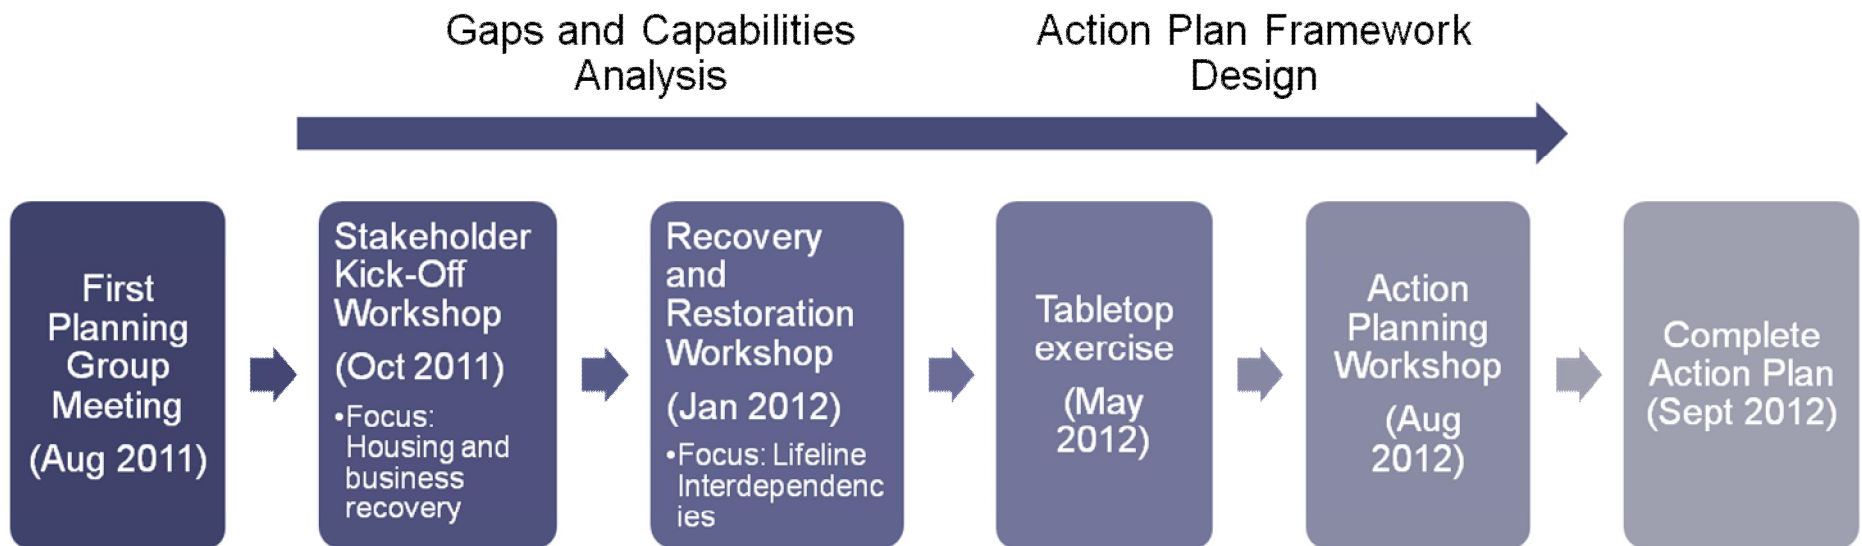 Gaps and Capabilities
Analysis
Action Plan Framework
Design
First
Planning
Group
Meeting
(Aug 2011)
Stakeholder
Kick-Off
Workshop
(Oct 2011)
•Focus:
Housing and
business
recovery
Recovery
and
Restoration
Workshop
(Jan 2012)
•Focus: Lifeline
Interdependenc
ies
Tabletop
exercise
(May
2012)
Action
Planning
Workshop
(Aug
2012)
Complete
Action Plan
(Sept 2012)